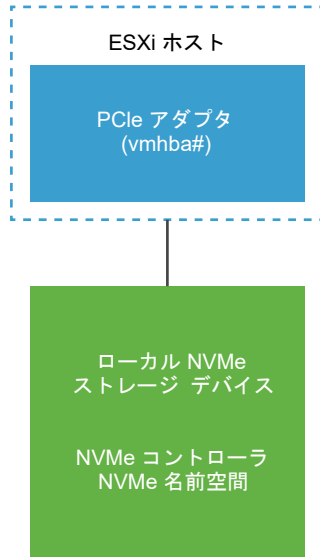 ESXi ホスト
PCIe アダプタ
(vmhba#)
ローカル NVMe
ストレージ デバイス
NVMe コントローラ
NVMe 名前空間